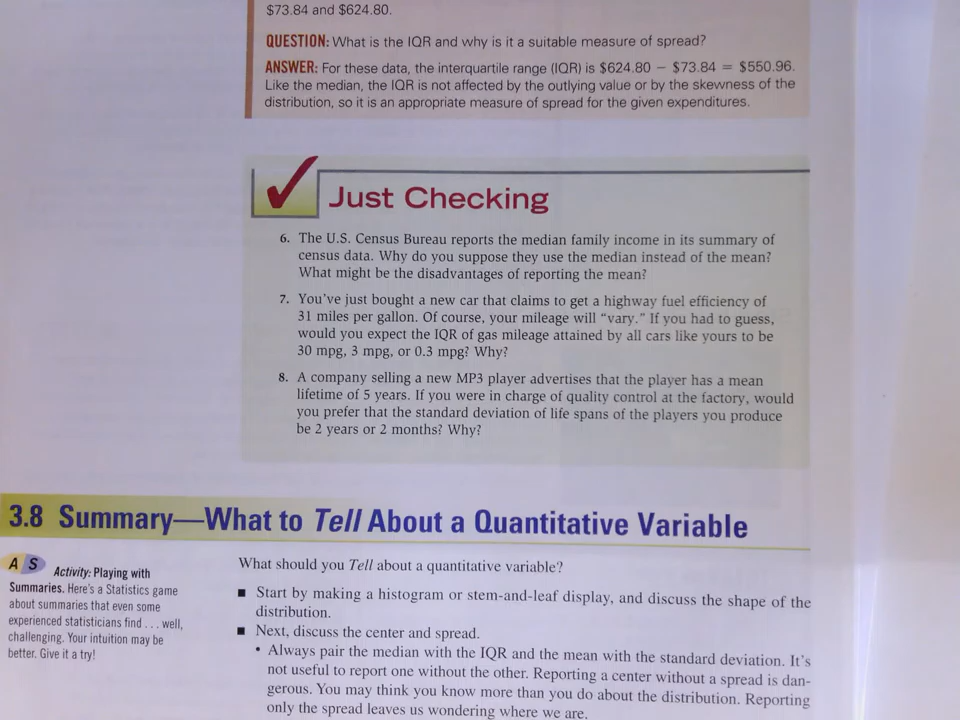 $73.84 and $624.80.
QUESTION: What is the IQR and why is it a suitable measure of spread?
ANSWER: For these data, the interquartile range (IQR) is $624.80 − $73.84 = $550.96.
Like the median, the IQR is not affected by the outlying value or by the skewness of the
distribution, so it is an appropriate measure of spread for the given expenditures.
Just Checking
6. The U.S. Census Bureau reports the median family income in its summary of
census data. Why do you suppose they use the median instead of the mean?
What might be the disadvantages of reporting the mean?
7. You've just bought a new car that claims to get a highway fuel efficiency of
31 miles per gallon. Of course, your mileage will "vary." If you had to guess,
would you expect the IQR of gas mileage attained by all cars like yours to be
30 mpg, 3 mpg, or 0.3 mpg? Why?
8. A company selling a new MP3 player advertises that the player has a mean
lifetime of 5 years. If you were in charge of quality control at the factory, would
you prefer that the standard deviation of life spans of the players you produce
be 2 years or 2 months? Why?
3.8 Summary—What to Tell About a Quantitative Variable
A S Activity: Playing with
Summaries. Here's a Statistics game
about summaries that even some
experienced statisticians find . . . well,
challenging. Your intuition may be
better. Give it a try!
What should you Tell about a quantitative variable?
■ Start by making a histogram or stem-and-leaf display, and discuss the shape of the
distribution.
■ Next, discuss the center and spread.
• Always pair the median with the IQR and the mean with the standard deviation. It's
not useful to report one without the other. Reporting a center without a spread is dan-
gerous. You may think you know more than you do about the distribution. Reporting
only the spread leaves us wondering where we are.